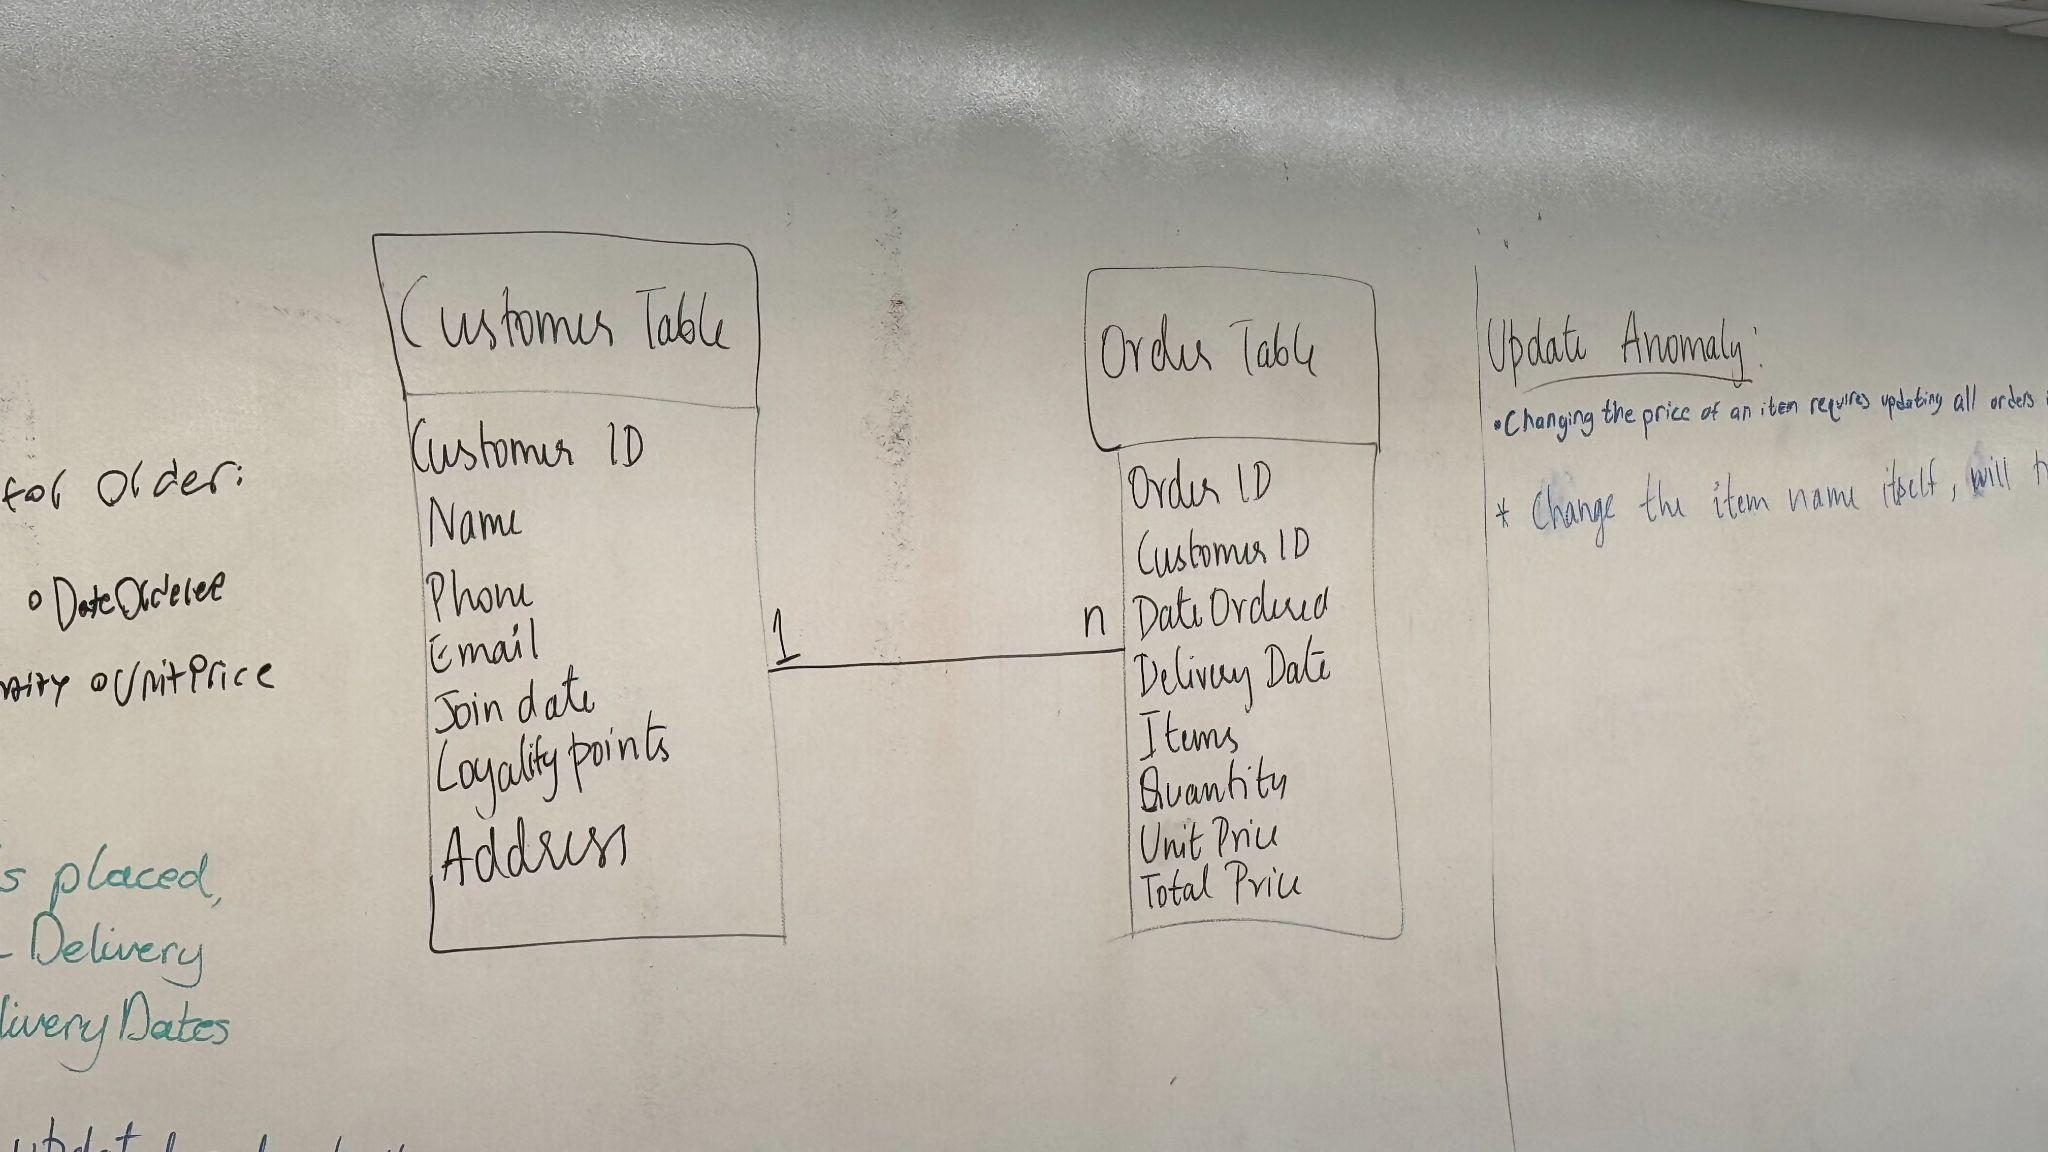 for Order:
• DateOrdered
• UnitPrice
s placed,
- Delivery
livery Dates
Customer Table
Customer ID
Name
Phone
Email
Join date
Loyality points
Address
1
n
Order Table
Order ID
Customer ID
Date Ordered
Delivery Date
Items
Quantity
Unit Price
Total Price
Update Anomaly:
• Changing the price of an item requires updating all orders
* Change the item name itself, will